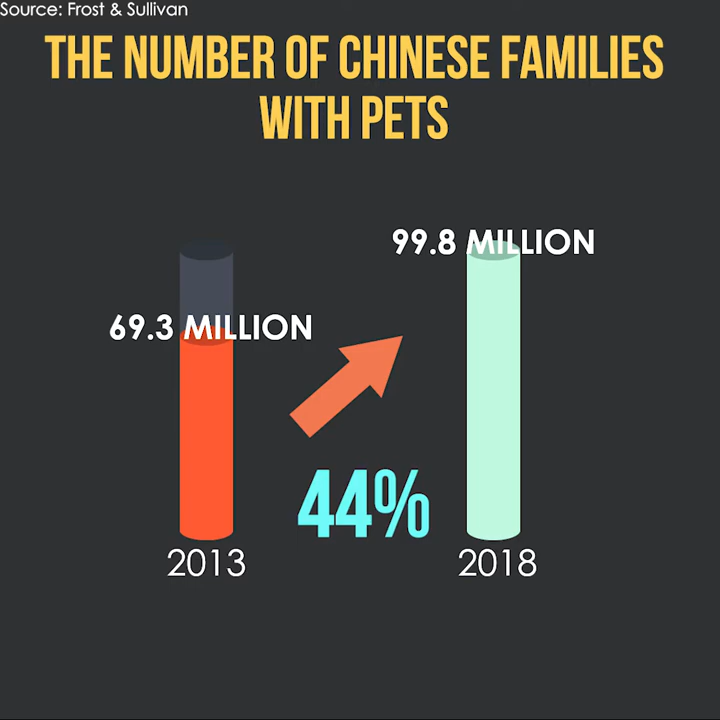 Source: Frost & Sullivan
THE NUMBER OF CHINESE FAMILIES
WITH PETS
99.8 MILLION
69.3 MILLION
44%
2013
2018